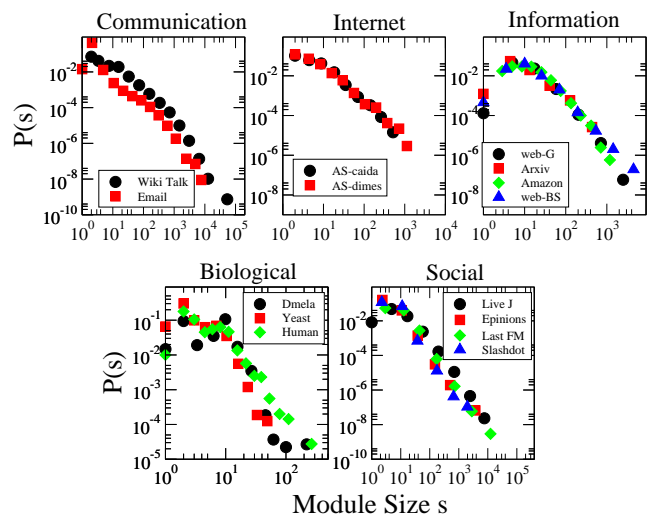 Communication Internet Information
P(s)
10^-2
10^-4
10^-6
10^-8
10^-10
10^0 10^1 10^2 10^3 10^4 10^5
Wiki Talk
Email
10^-2
10^-4
10^-6
10^-8
10^0 10^1 10^2 10^3 10^4
AS-caida
AS-dimes
10^-2
10^-4
10^-6
10^-8
10^0 10^1 10^2 10^3
web-G
Arxiv
Amazon
web-BS
Biological Social
P(s)
10^0
10^-1
10^-2
10^-3
10^-4
10^-5
10^0 10^1 10^2
Dmela
Yeast
Human
10^-2
10^-4
10^-6
10^-8
10^-10
10^0 10^1 10^2 10^3 10^4 10^5
Live J
Epinions
Last FM
Slashdot
Module Size s